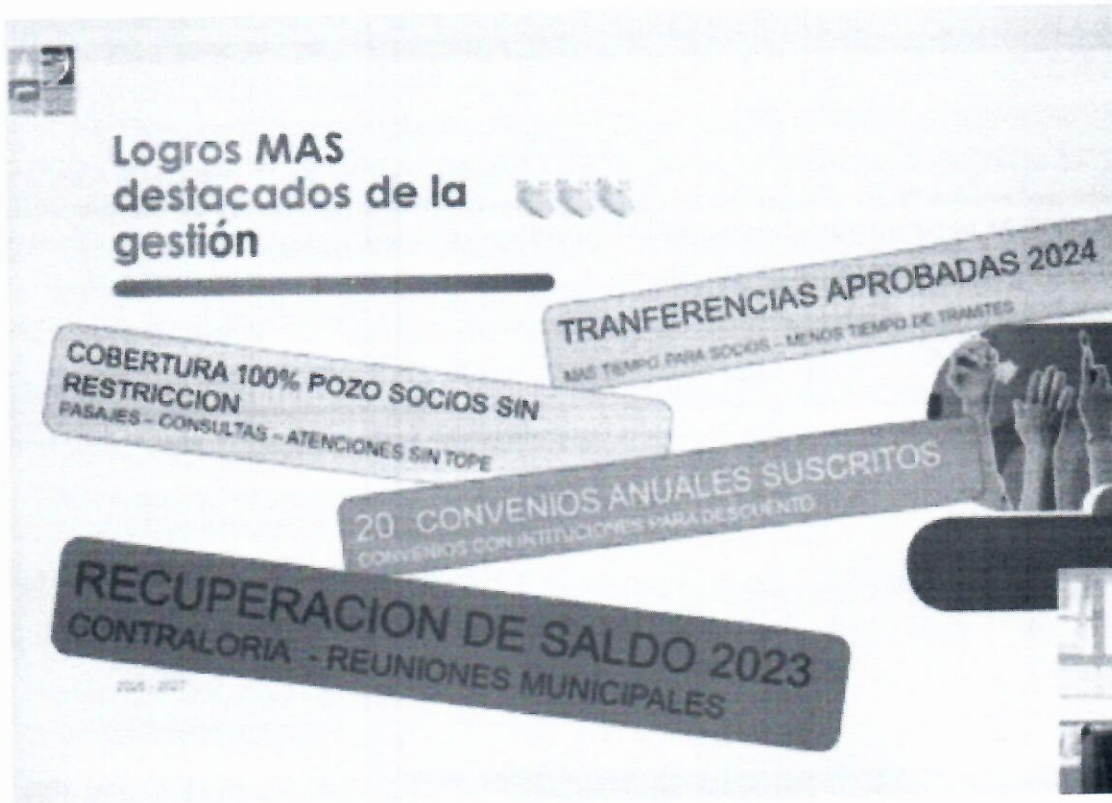 Logros MAS
destacados de la
gestión
TRANFERENCIAS APROBADAS 2024
MAS TIEMPO PARA SOCIOS - MENOS TIEMPO DE TRAMITES
COBERTURA 100% POZO SOCIOS SIN
RESTRICCION
PASAJES - CONSULTAS - ATENCIONES SIN TOPE
20 CONVENIOS ANUALES SUSCRITOS
CONVENIOS CON INTITUCIONES PARA DESCUENTO
RECUPERACION DE SALDO 2023
CONTRALORIA - REUNIONES MUNICIPALES